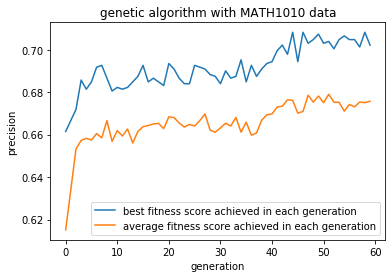 genetic algorithm with MATH1010 data
precision
0.70
0.68
0.66
0.64
0.62
best fitness score achieved in each generation
average fitness score achieved in each generation
0 10 20 30 40 50 60
generation